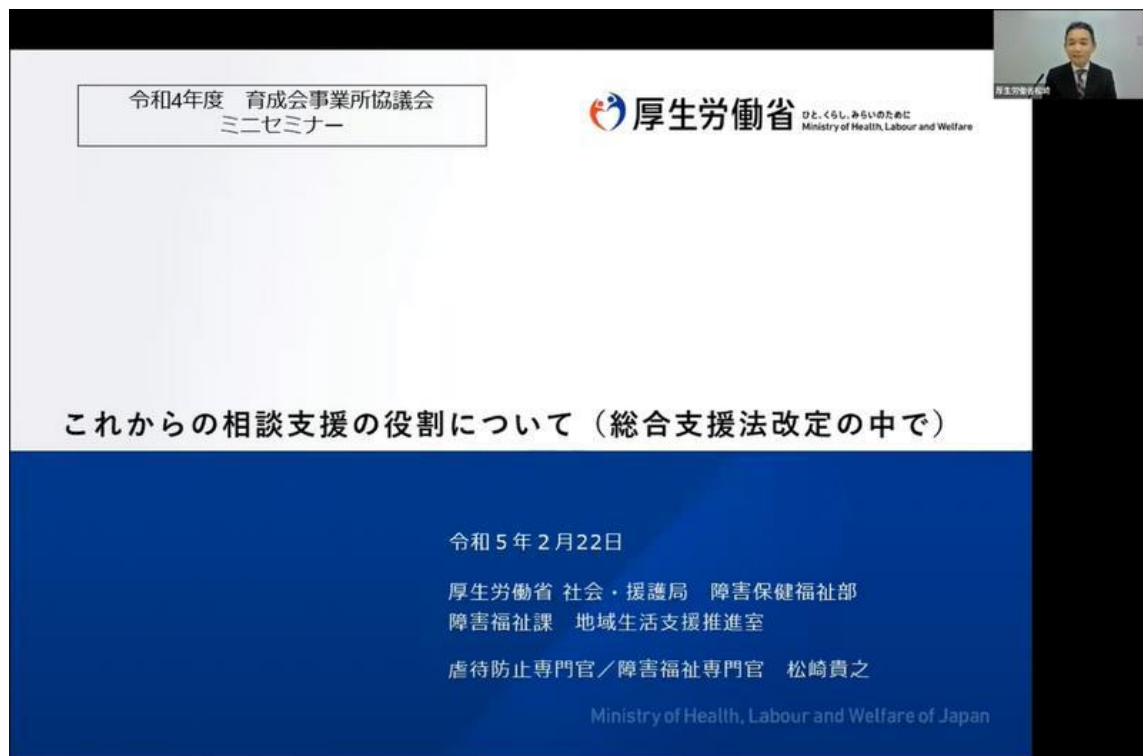 令和4年度　育成会事業所協議会
ミニセミナー
厚生労働省
ひと、くらし、みらいのために
Ministry of Health, Labour and Welfare
厚生労働省松崎
これからの相談支援の役割について（総合支援法改定の中で）
令和５年２月22日
厚生労働省 社会・援護局　障害保健福祉部
障害福祉課　地域生活支援推進室
虐待防止専門官／障害福祉専門官　松崎貴之
Ministry of Health, Labour and Welfare of Japan